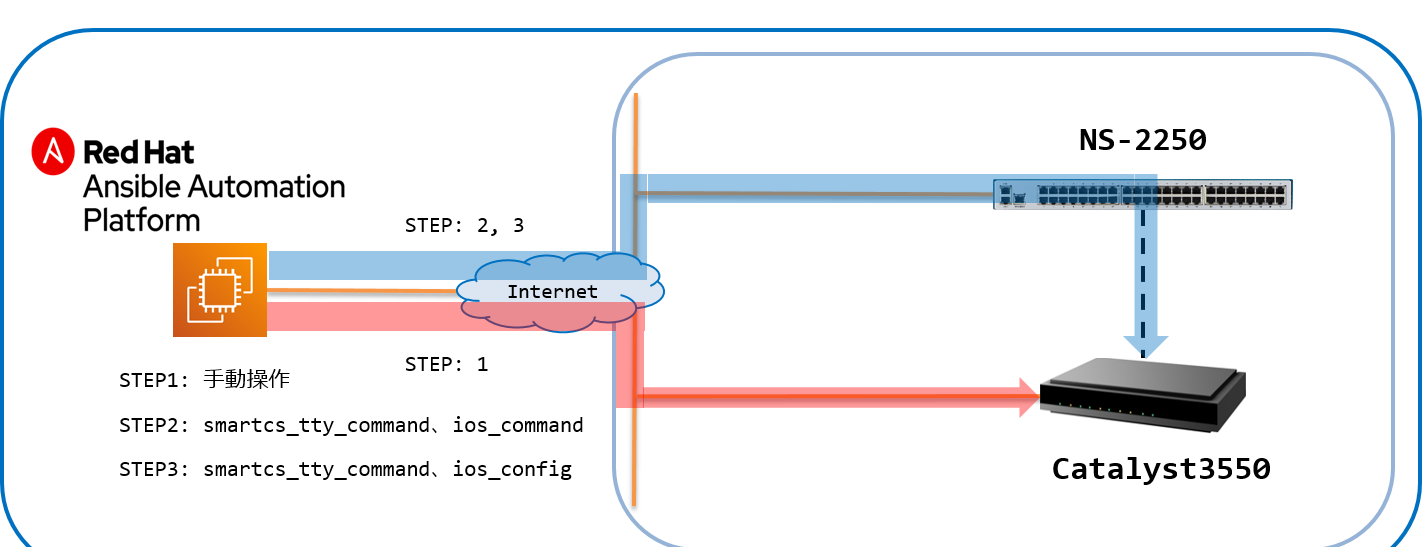 NS-2250
Red Hat
Ansible Automation
Platform
STEP: 2, 3
Internet
STEP: 1
STEP1: 手動操作
STEP2: smartcs_tty_command、ios_command
STEP3: smartcs_tty_command、ios_config
Catalyst3550